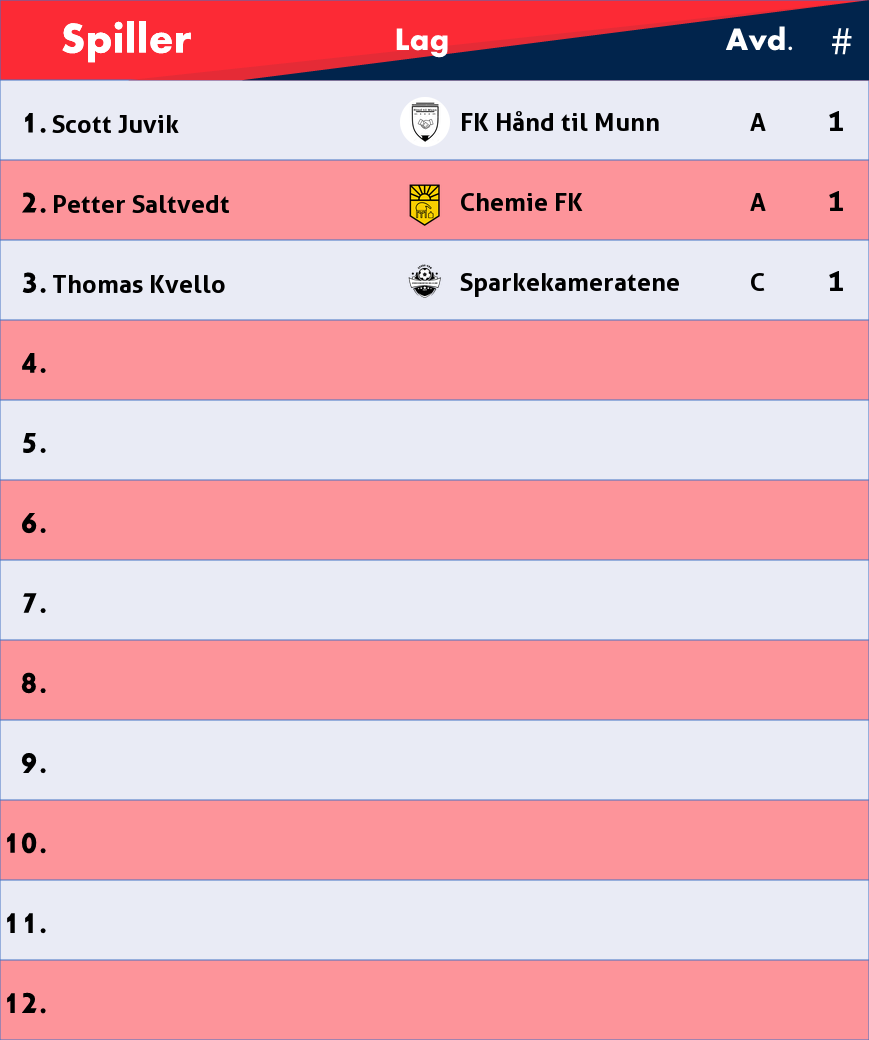 Spiller Lag Avd. #
1. Scott Juvik FK Hånd til Munn A 1
2. Petter Saltvedt Chemie FK A 1
3. Thomas Kvello Sparkekameratene C 1
4.
5.
6.
7.
8.
9.
10.
11.
12.